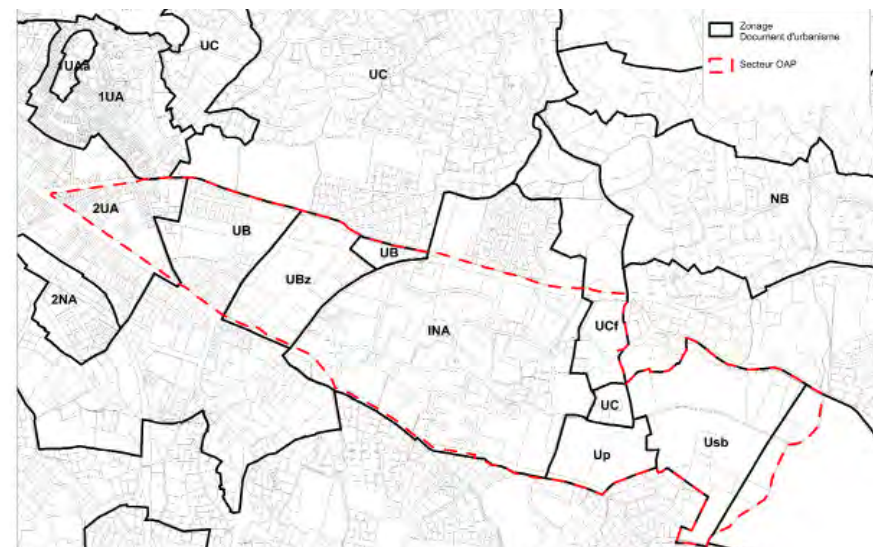 UC
1UAa
1UA
UC
Zonage
Document d'urbanisme
Secteur OAP
NB
2UA
UB
UB
UBz
2NA
INA
UCf
UC
Up
Usb